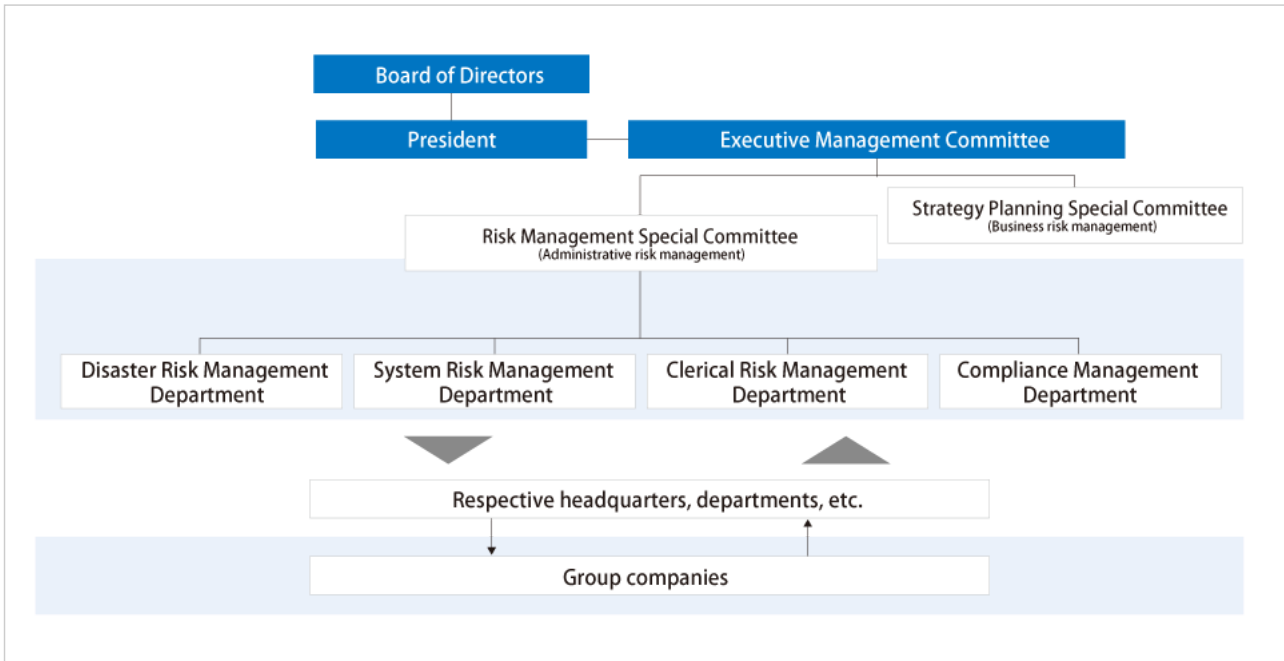 Board of Directors
President
Executive Management Committee
Strategy Planning Special Committee
(Business risk management)
Risk Management Special Committee
(Administrative risk management)
Disaster Risk Management
Department
System Risk Management
Department
Clerical Risk Management
Department
Compliance Management
Department
Respective headquarters, departments, etc.
Group companies